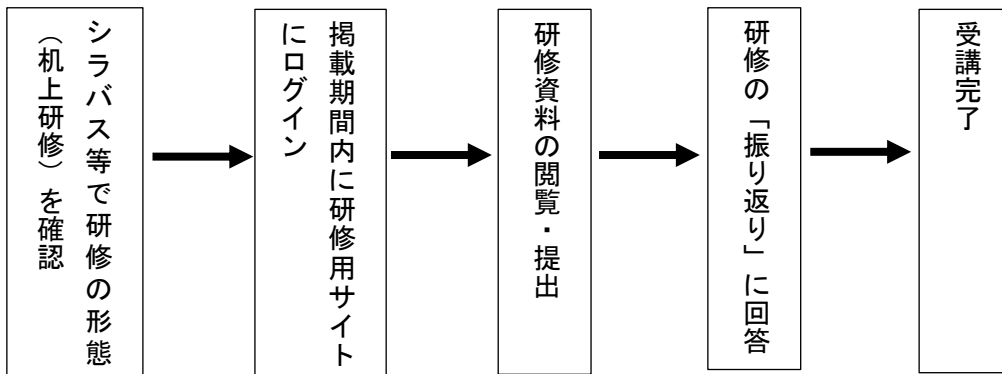 シラバス等で研修の形態
（机上研修）を確認
掲載期間内に研修用サイト
にログイン
研修資料の閲覧・提出
研修の「振り返り」に回答
受講完了